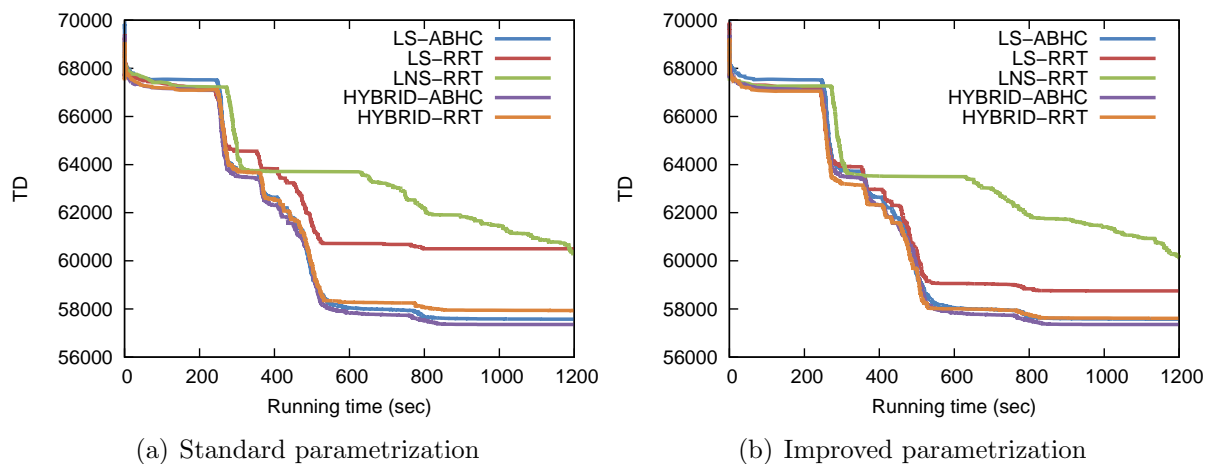 70000
68000
66000
64000
62000
60000
58000
56000
TD
0
200
400
600
800
1000
1200
Running time (sec)
LS−ABHC
LS−RRT
LNS−RRT
HYBRID−ABHC
HYBRID−RRT
(a) Standard parametrization
70000
68000
66000
64000
62000
60000
58000
56000
TD
0
200
400
600
800
1000
1200
Running time (sec)
LS−ABHC
LS−RRT
LNS−RRT
HYBRID−ABHC
HYBRID−RRT
(b) Improved parametrization